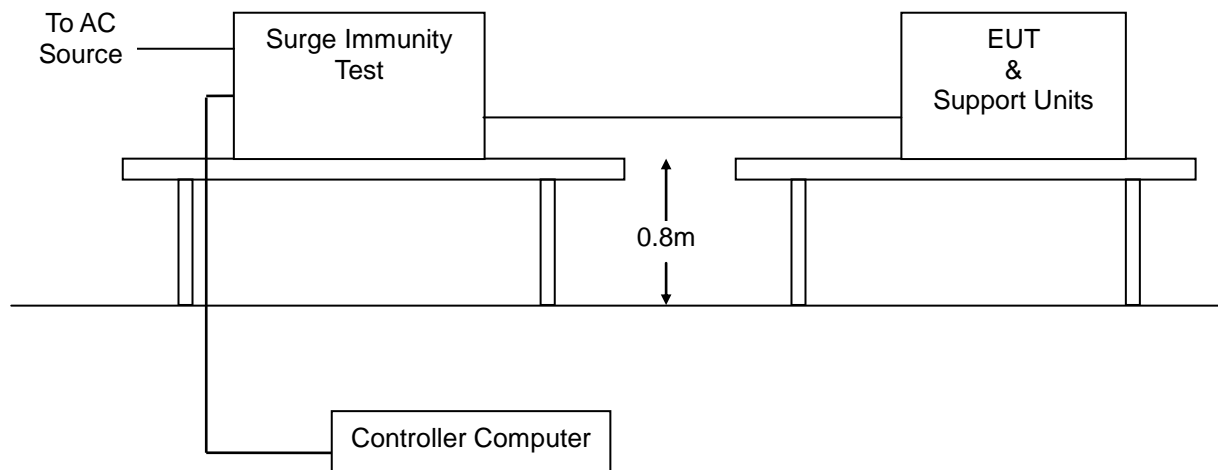 To AC
Source
Surge Immunity
Test
EUT
&
Support Units
0.8m
Controller Computer